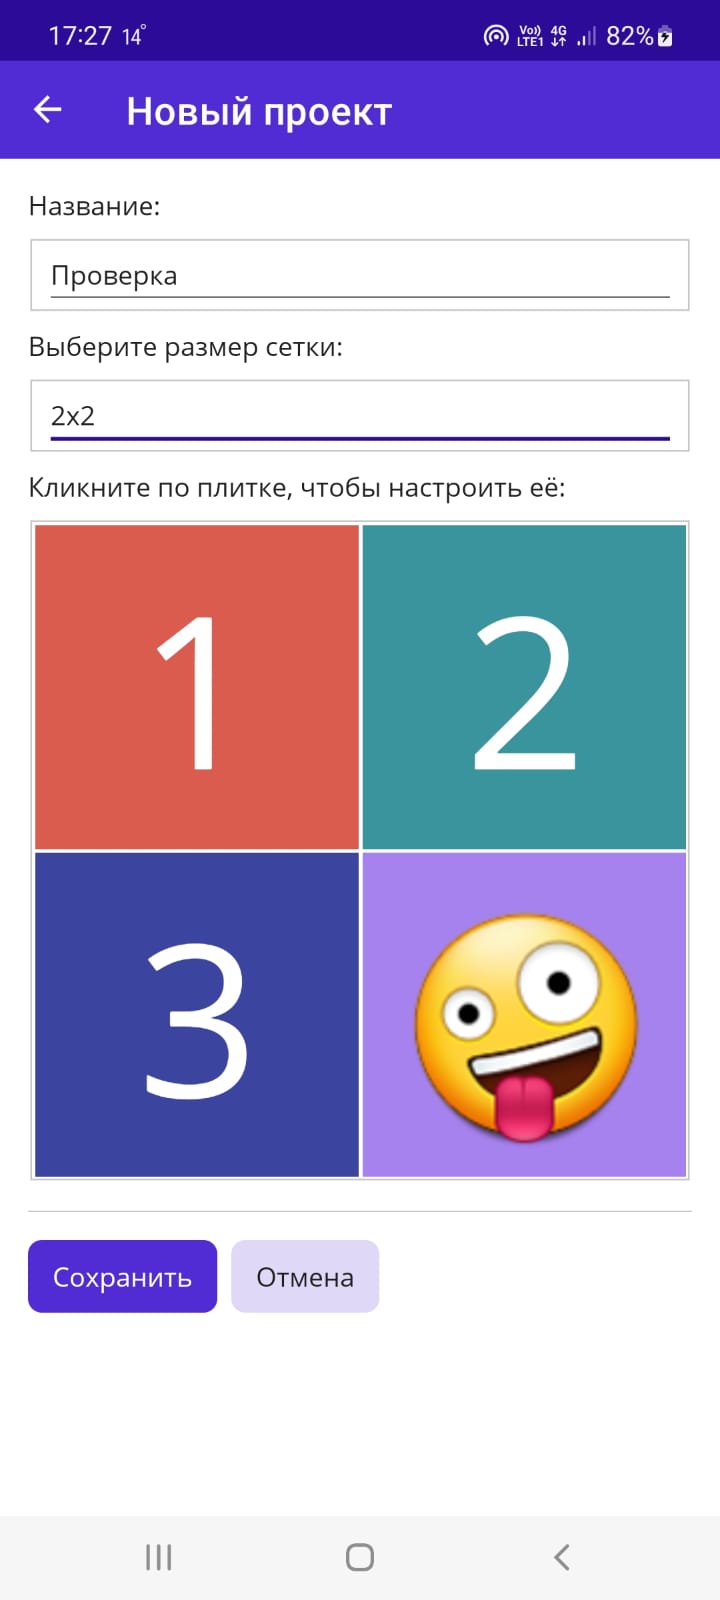 17:27 14°
Vo)) LTE1 4G 82%
Новый проект
Название:
Проверка
Выберите размер сетки:
2x2
Кликните по плитке, чтобы настроить её:
1 2
3
Сохранить Отмена